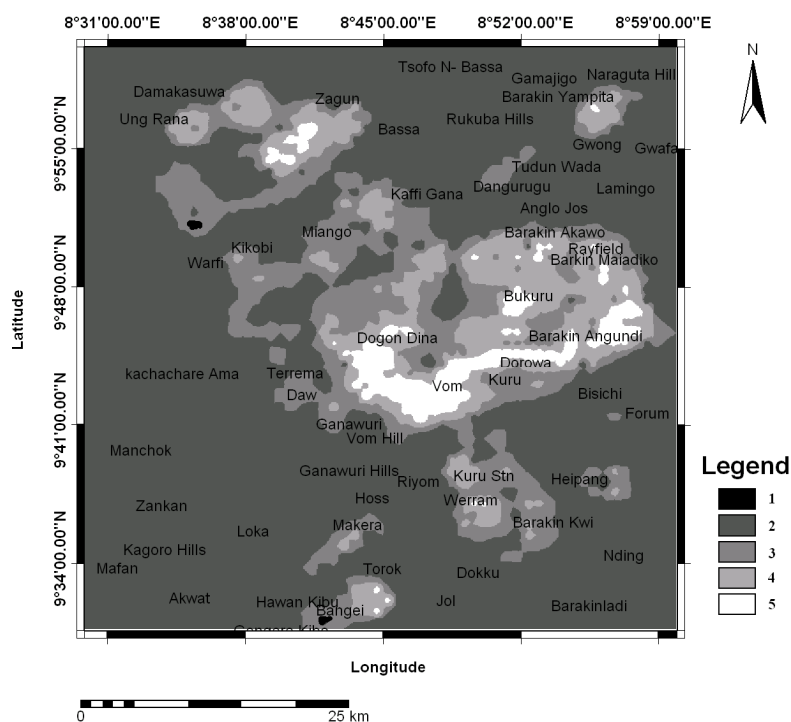 8°31'00.00"E 8°38'00.00"E 8°45'00.00"E 8°52'00.00"E 8°59'00.00"E
N
Tsofo N- Bassa
Gamajigo
Naraguta Hill
Damakasuwa
Zagun
Barakin Yampita
Ung Rana
Bassa
Rukuba Hills
9°55'00.00"N
Gwong
Gwafa
Tudun Wada
Dangurugu
Lamingo
Kaffi Gana
Anglo Jos
Miango
Barakin Akawo
Kikobi
Rayfield
Warfi
Barkin Maiadiko
9°48'00.00"N
Bukuru
Dogon Dina
Barakin Angundi
Latitude
Dorowa
kachachare Ama
Terrema
Kuru
Vom
Daw
Bisichi
Forum
9°41'00.00"N
Ganawuri
Vom Hill
Manchok
Legend
Ganawuri Hills
Riyom
Kuru Stn
Heipang
1
Hoss
Werram
Zankan
2
Makera
Barakin Kwi
Loka
3
Kagoro Hills
Nding
Mafan
9°34'00.00"N
Torok
Dokku
4
Akwat
Hawan Kibu
Jol
Barakinladi
5
Bangei
Longitude
0 25 km